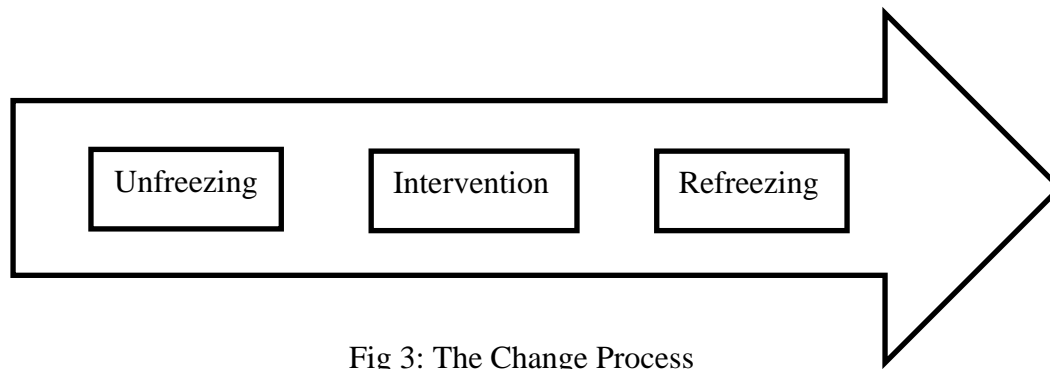 Unfreezing Intervention Refreezing
Fig 3: The Change Process